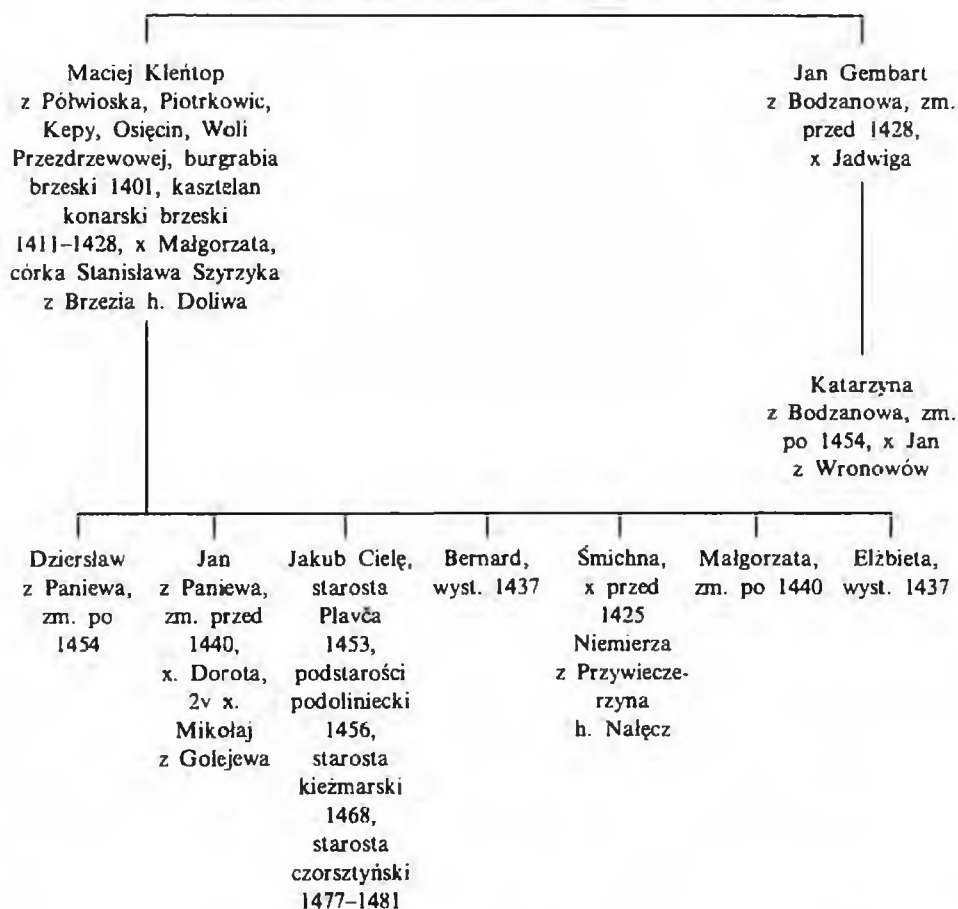 Maciej Kleńtop
z Półwioska, Piotrkowic,
Kepy, Osięcin, Woli
Przezdrzewowej, burgrabia
brzeski 1401, kasztelan
konarski brzeski
1411–1428, x Małgorzata,
córka Stanisława Szyrzyka
z Brzezia h. Doliwa
Jan Gembart
z Bodzanowa, zm.
przed 1428,
x Jadwiga
Katarzyna
z Bodzanowa, zm.
po 1454, x Jan
z Wronowów
Dziersław
z Paniewa,
zm. po
1454
Jan
z Paniewa,
zm. przed
1440,
x. Dorota,
2v x.
Mikołaj
z Golejewa
Jakub Cielę,
starosta
Plavča
1453,
podstarości
podoliniecki
1456,
starosta
kieżmarski
1468,
starosta
czorsztyński
1477–1481
Bernard,
wyst. 1437
Śmichna,
x przed
1425
Niemierza
z Przywiecze-
rzyna
h. Nałęcz
Małgorzata,
zm. po 1440
Elżbieta,
wyst. 1437